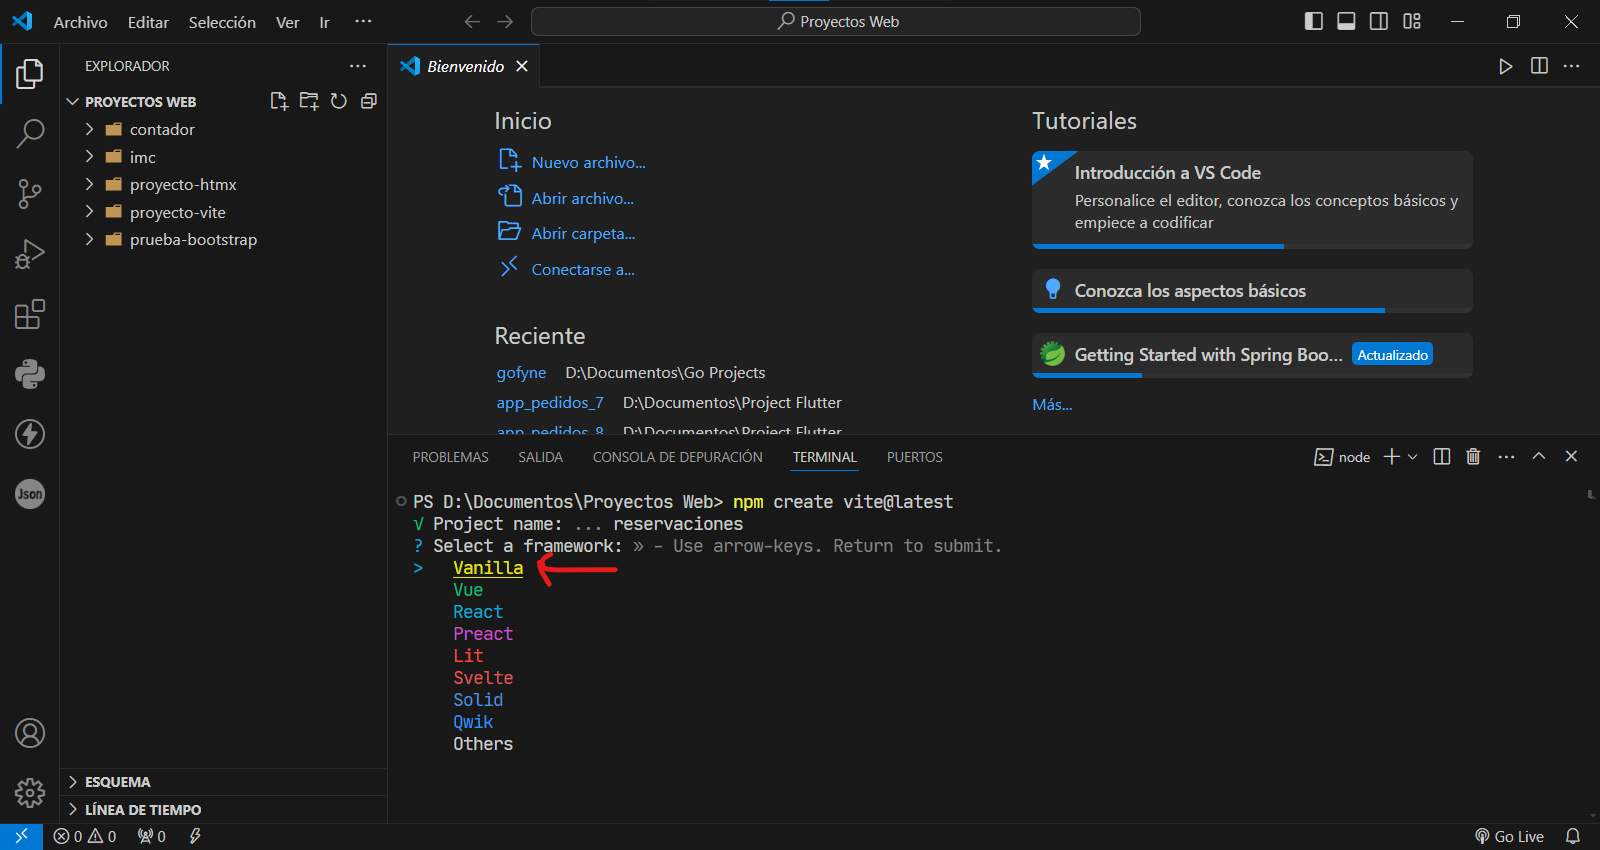 Archivo Editar Selección Ver Ir ···
Proyectos Web
EXPLORADOR ···
PROYECTOS WEB
contador
imc
proyecto-htmx
proyecto-vite
prueba-bootstrap
ESQUEMA
LÍNEA DE TIEMPO
Bienvenido
Inicio
Nuevo archivo...
Abrir archivo...
Abrir carpeta...
Conectarse a...
Reciente
gofyne D:\Documentos\Go Projects
app_pedidos_7 D:\Documentos\Project Flutter
app_pedidos_8 D:\Documentos\Project Flutter
Tutoriales
Introducción a VS Code
Personalice el editor, conozca los conceptos básicos y
empiece a codificar
Conozca los aspectos básicos
Getting Started with Spring Boo... Actualizado
Más...
PROBLEMAS SALIDA CONSOLA DE DEPURACIÓN TERMINAL PUERTOS
node
PS D:\Documentos\Proyectos Web> npm create vite@latest
√ Project name: ... reservaciones
? Select a framework: » - Use arrow-keys. Return to submit.
> Vanilla
Vue
React
Preact
Lit
Svelte
Solid
Qwik
Others
Json
0 0 0
Go Live